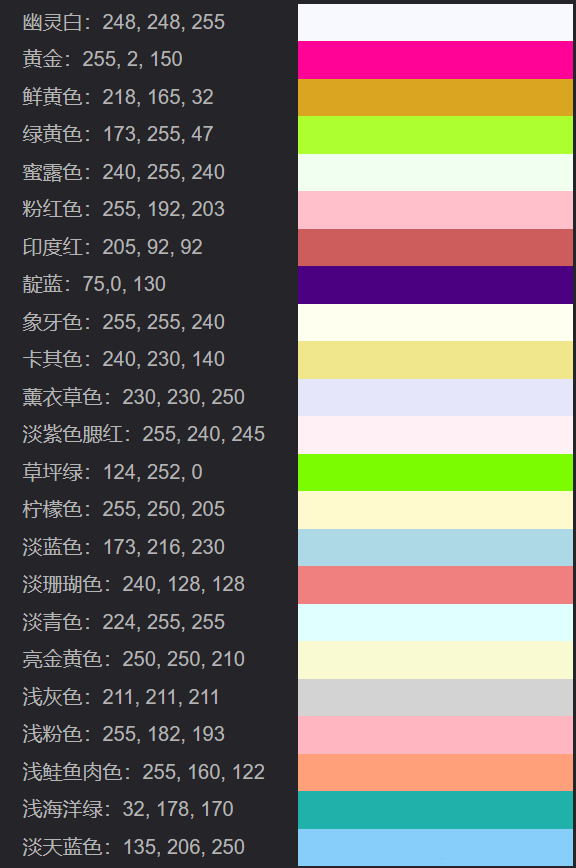 幽灵白：248, 248, 255
黄金：255, 2, 150
鲜黄色：218, 165, 32
绿黄色：173, 255, 47
蜜露色：240, 255, 240
粉红色：255, 192, 203
印度红：205, 92, 92
靛蓝：75,0, 130
象牙色：255, 255, 240
卡其色：240, 230, 140
薰衣草色：230, 230, 250
淡紫色腮红：255, 240, 245
草坪绿：124, 252, 0
柠檬色：255, 250, 205
淡蓝色：173, 216, 230
淡珊瑚色：240, 128, 128
淡青色：224, 255, 255
亮金黄色：250, 250, 210
浅灰色：211, 211, 211
浅粉色：255, 182, 193
浅鲑鱼肉色：255, 160, 122
浅海洋绿：32, 178, 170
淡天蓝色：135, 206, 250